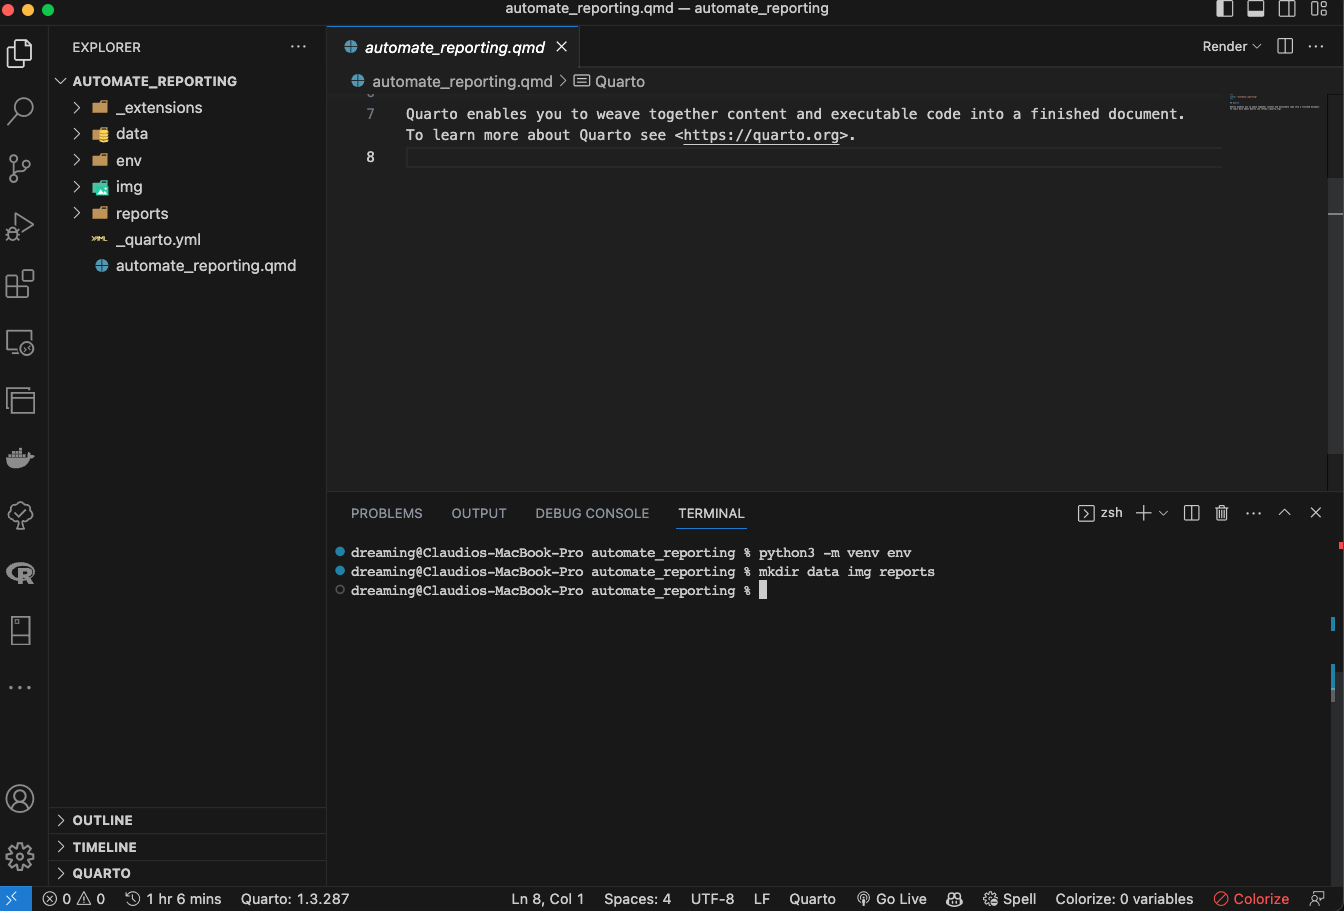 automate_reporting.qmd — automate_reporting
EXPLORER
AUTOMATE_REPORTING
_extensions
data
env
img
reports
_quarto.yml
automate_reporting.qmd
OUTLINE
TIMELINE
QUARTO
automate_reporting.qmd
Render
automate_reporting.qmd > Quarto
7 Quarto enables you to weave together content and executable code into a finished document.
To learn more about Quarto see <https://quarto.org>.
8
PROBLEMS OUTPUT DEBUG CONSOLE TERMINAL
zsh
dreaming@Claudios-MacBook-Pro automate_reporting % python3 -m venv env
dreaming@Claudios-MacBook-Pro automate_reporting % mkdir data img reports
dreaming@Claudios-MacBook-Pro automate_reporting %
0 0 1 hr 6 mins Quarto: 1.3.287 Ln 8, Col 1 Spaces: 4 UTF-8 LF Quarto Go Live Spell Colorize: 0 variables Colorize